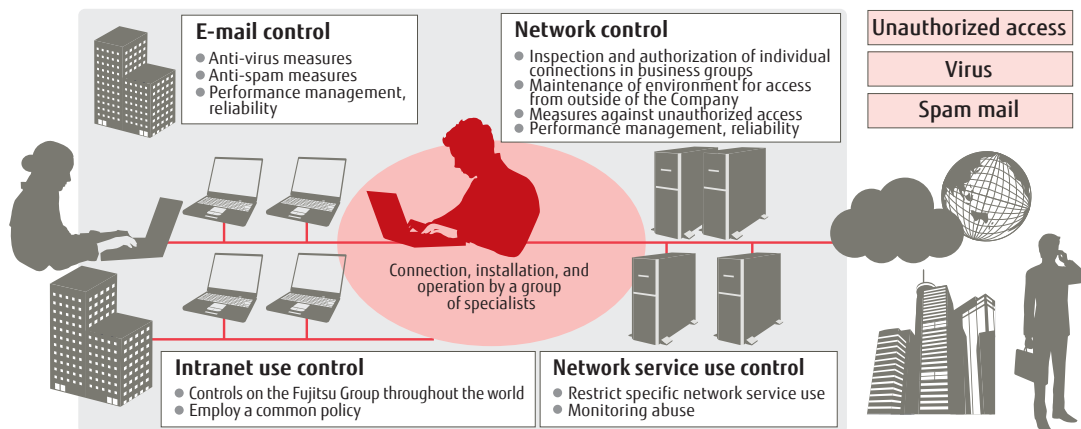 E-mail control
● Anti-virus measures
● Anti-spam measures
● Performance management,
reliability
Network control
● Inspection and authorization of individual
connections in business groups
● Maintenance of environment for access
from outside of the Company
● Measures against unauthorized access
● Performance management, reliability
Unauthorized access
Virus
Spam mail
Connection, installation, and
operation by a group
of specialists
Intranet use control
● Controls on the Fujitsu Group throughout the world
● Employ a common policy
Network service use control
● Restrict specific network service use
● Monitoring abuse